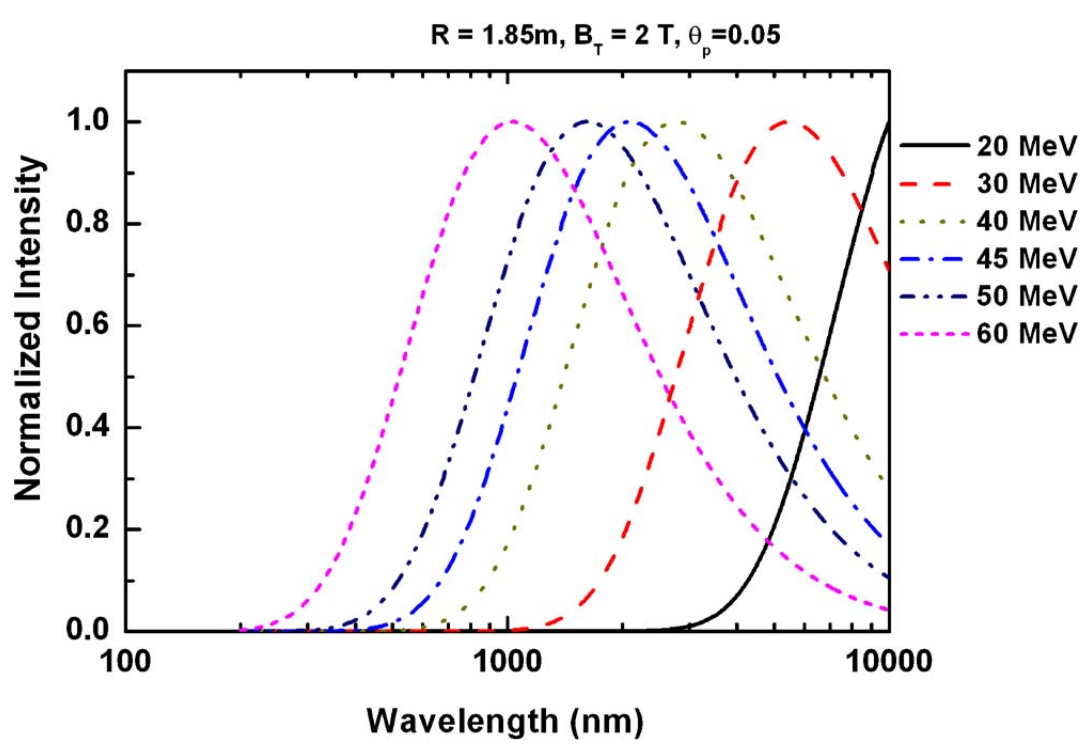 R = 1.85m, B_T = 2 T, θ_p=0.05
1.0
0.8
0.6
0.4
0.2
0.0
Normalized Intensity
100
1000
10000
Wavelength (nm)
20 MeV
30 MeV
40 MeV
45 MeV
50 MeV
60 MeV